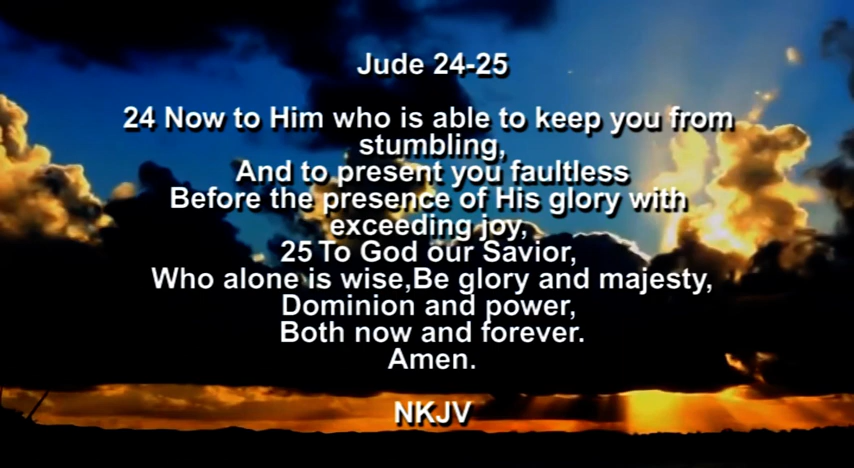 Jude 24-25
24 Now to Him who is able to keep you from
stumbling,
And to present you faultless
Before the presence of His glory with
exceeding joy,
25 To God our Savior,
Who alone is wise,Be glory and majesty,
Dominion and power,
Both now and forever.
Amen.
NKJV